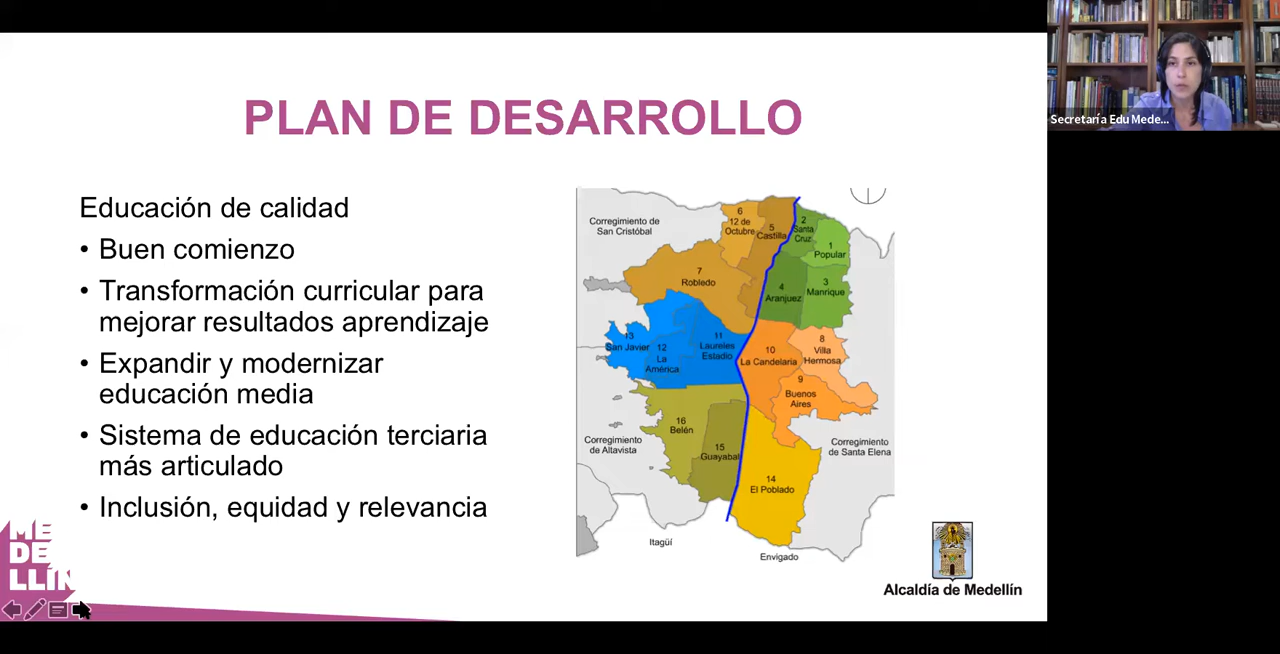 PLAN DE DESARROLLO
Educación de calidad
• Buen comienzo
• Transformación curricular para
mejorar resultados aprendizaje
• Expandir y modernizar
educación media
• Sistema de educación terciaria
más articulado
• Inclusión, equidad y relevancia
Corregimiento de
San Cristóbal
6
12 de
Octubre
5
Castilla
2
Santa
Cruz
1
Popular
7
Robledo
4
Aranjuez
3
Manrique
13
San Javier
12
La
América
11
Laureles
Estadio
10
La Candelaria
8
Villa
Hermosa
9
Buenos
Aires
16
Belén
15
Guayabal
14
El Poblado
Corregimiento
de Altavista
Corregimiento
de Santa Elena
Itagüí
Envigado
ME
DE
LLÍN
Alcaldía de Medellín
Secretaría Edu Mede...